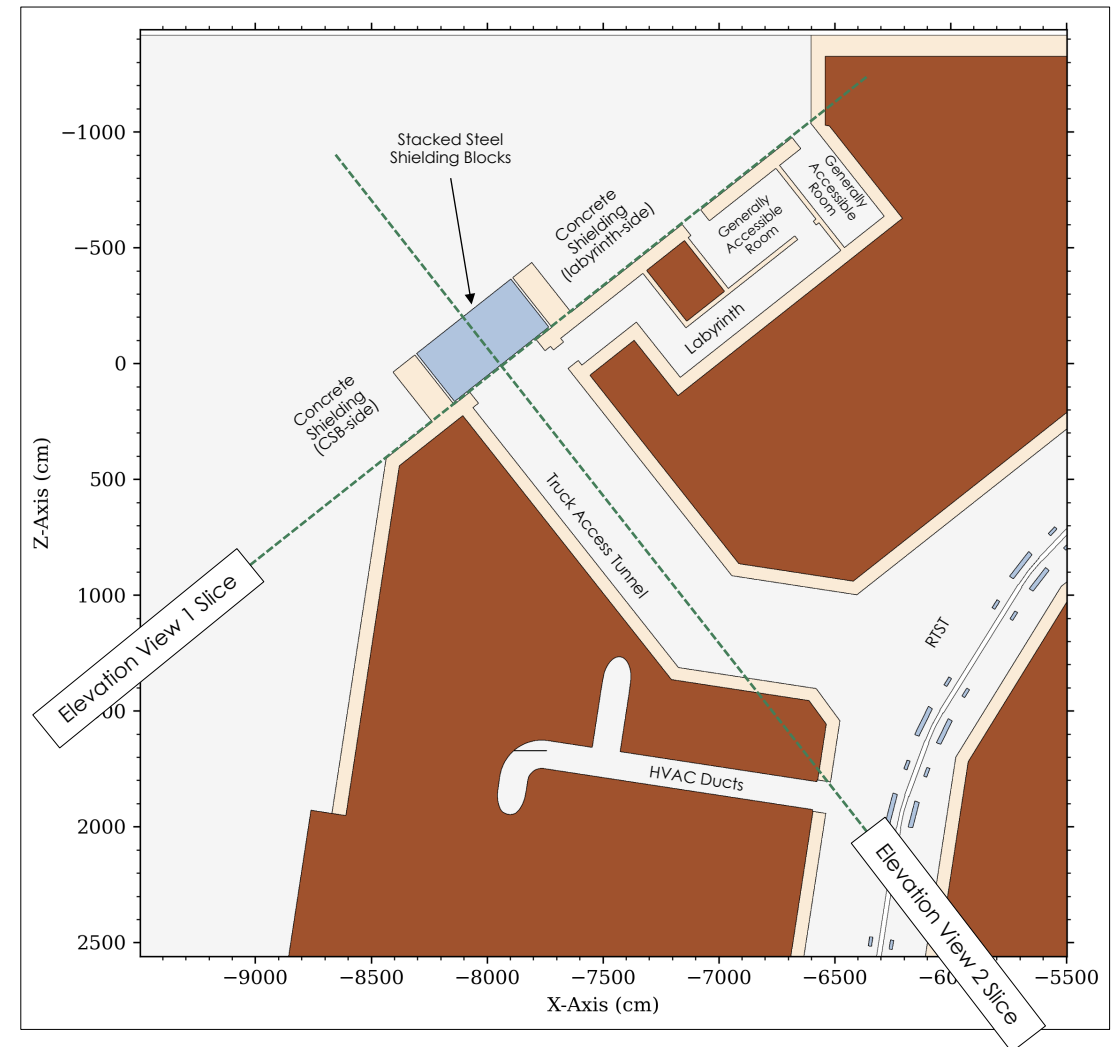 Stacked Steel
Shielding Blocks
Concrete
Shielding
(labyrinth-side)
Generally
Accessible
Room
Generally
Accessible
Room
Labyrinth
Concrete
Shielding
(CSB-side)
Truck Access Tunnel
RTST
HVAC Ducts
Elevation View 1 Slice
Elevation View 2 Slice
Z-Axis (cm)
−1000
−500
0
500
1000
00
2000
2500
−9000
−8500
−8000
−7500
−7000
−6500
−60
−5500
X-Axis (cm)